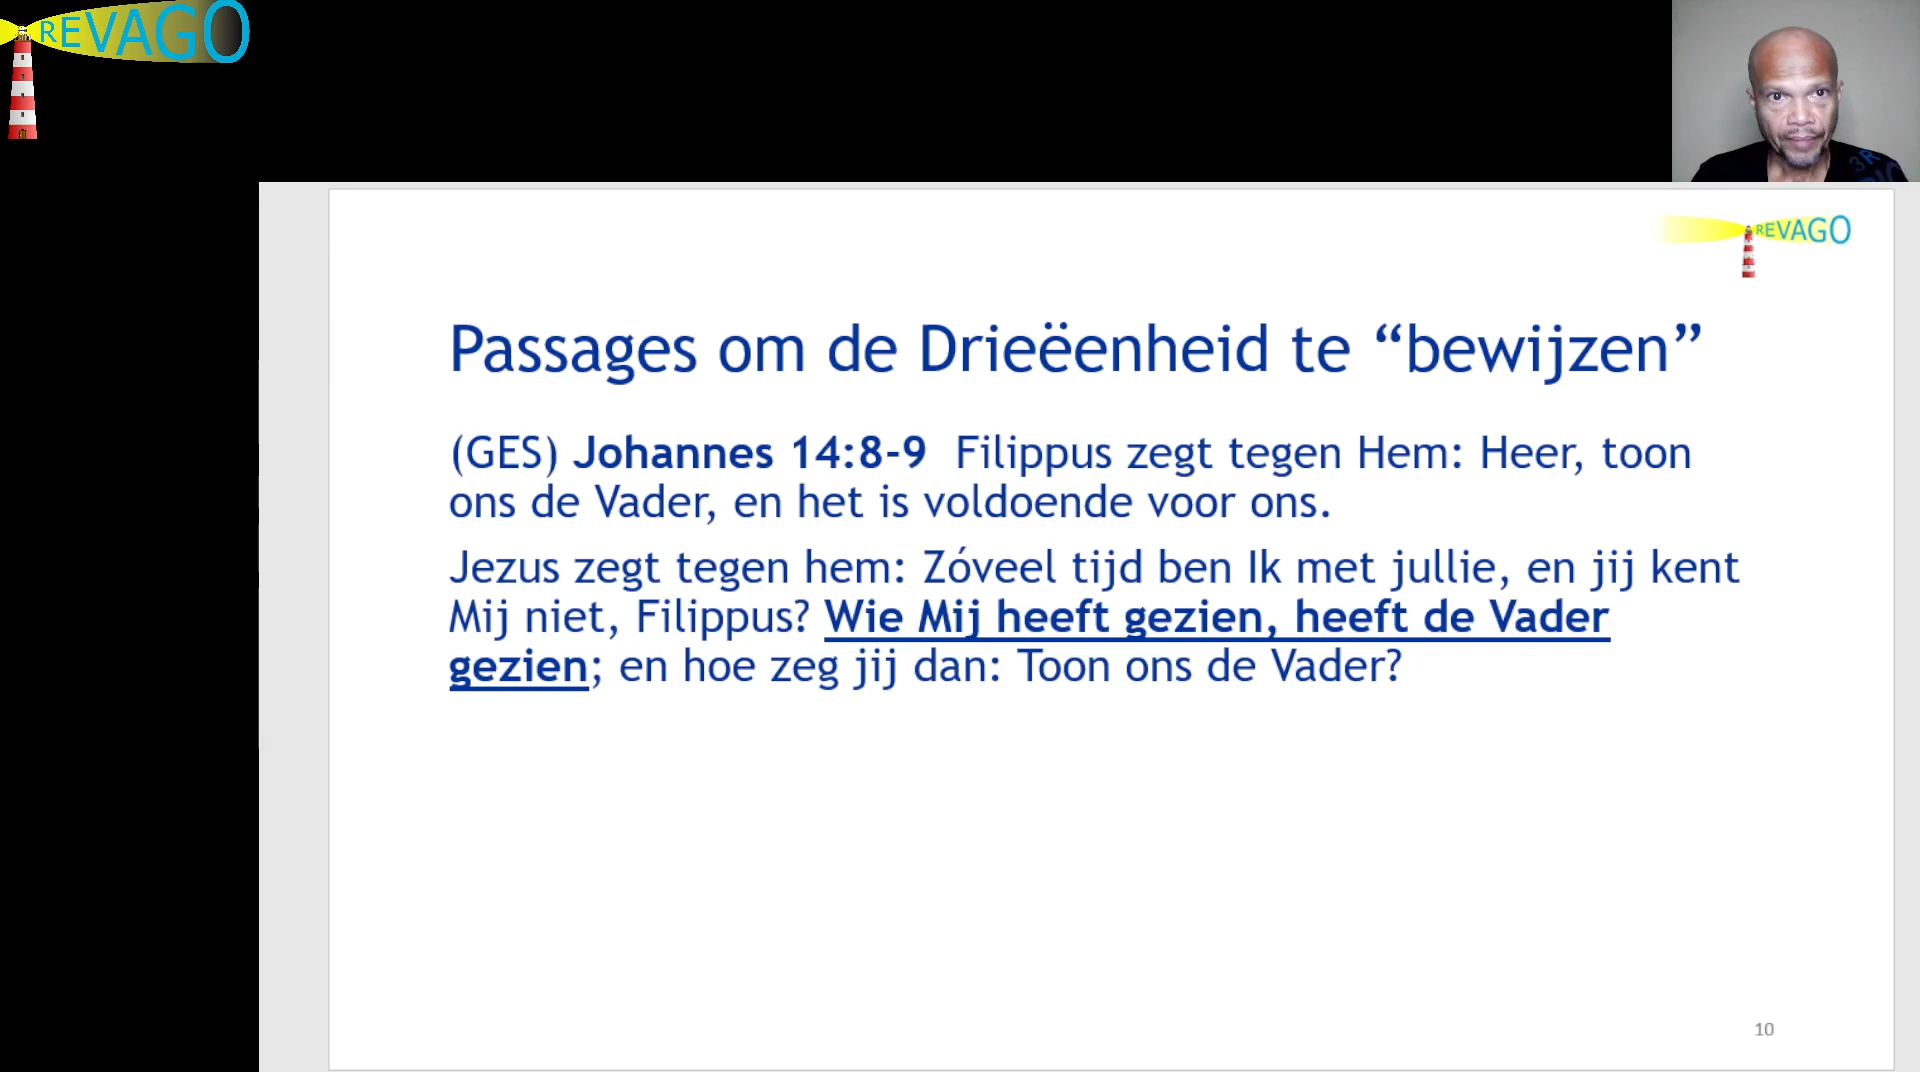 REVAGO
REVAGO
Passages om de Drieëenheid te “bewijzen”
(GES) Johannes 14:8-9 Filippus zegt tegen Hem: Heer, toon
ons de Vader, en het is voldoende voor ons.
Jezus zegt tegen hem: Zóveel tijd ben Ik met jullie, en jij kent
Mij niet, Filippus? Wie Mij heeft gezien, heeft de Vader
gezien; en hoe zeg jij dan: Toon ons de Vader?
10